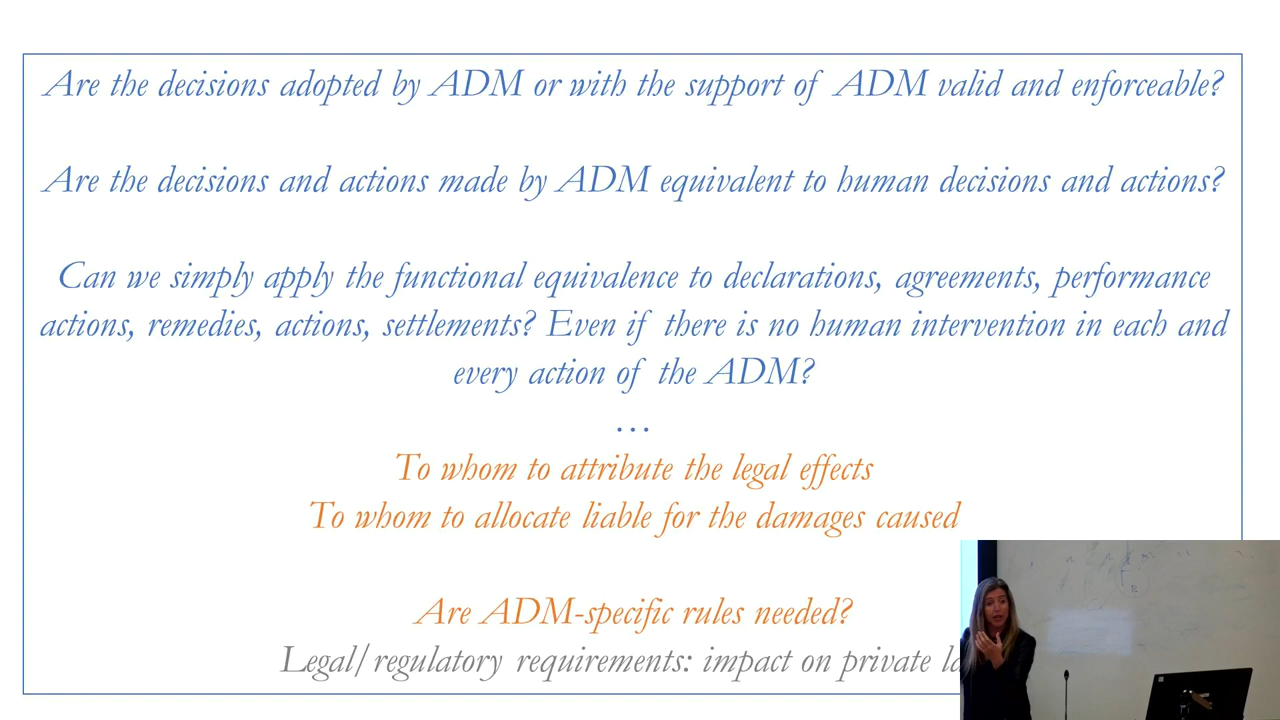 Are the decisions adopted by ADM or with the support of ADM valid and enforceable?
Are the decisions and actions made by ADM equivalent to human decisions and actions?
Can we simply apply the functional equivalence to declarations, agreements, performance
actions, remedies, actions, settlements? Even if there is no human intervention in each and
every action of the ADM?
…
To whom to attribute the legal effects
To whom to allocate liable for the damages caused
Are ADM-specific rules needed?
Legal/regulatory requirements: impact on private